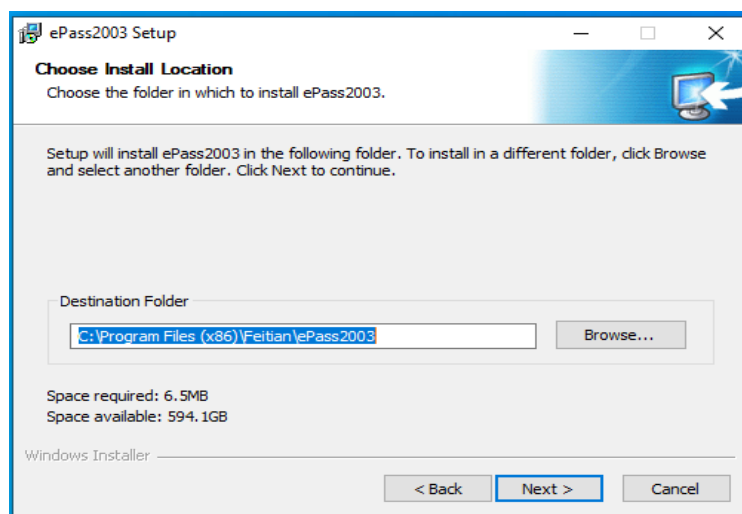 ePass2003 Setup
Choose Install Location
Choose the folder in which to install ePass2003.
Setup will install ePass2003 in the following folder. To install in a different folder, click Browse
and select another folder. Click Next to continue.
Destination Folder
C:\Program Files (x86)\Feitian\ePass2003
Browse...
Space required: 6.5MB
Space available: 594.1GB
Windows Installer
< Back
Next >
Cancel